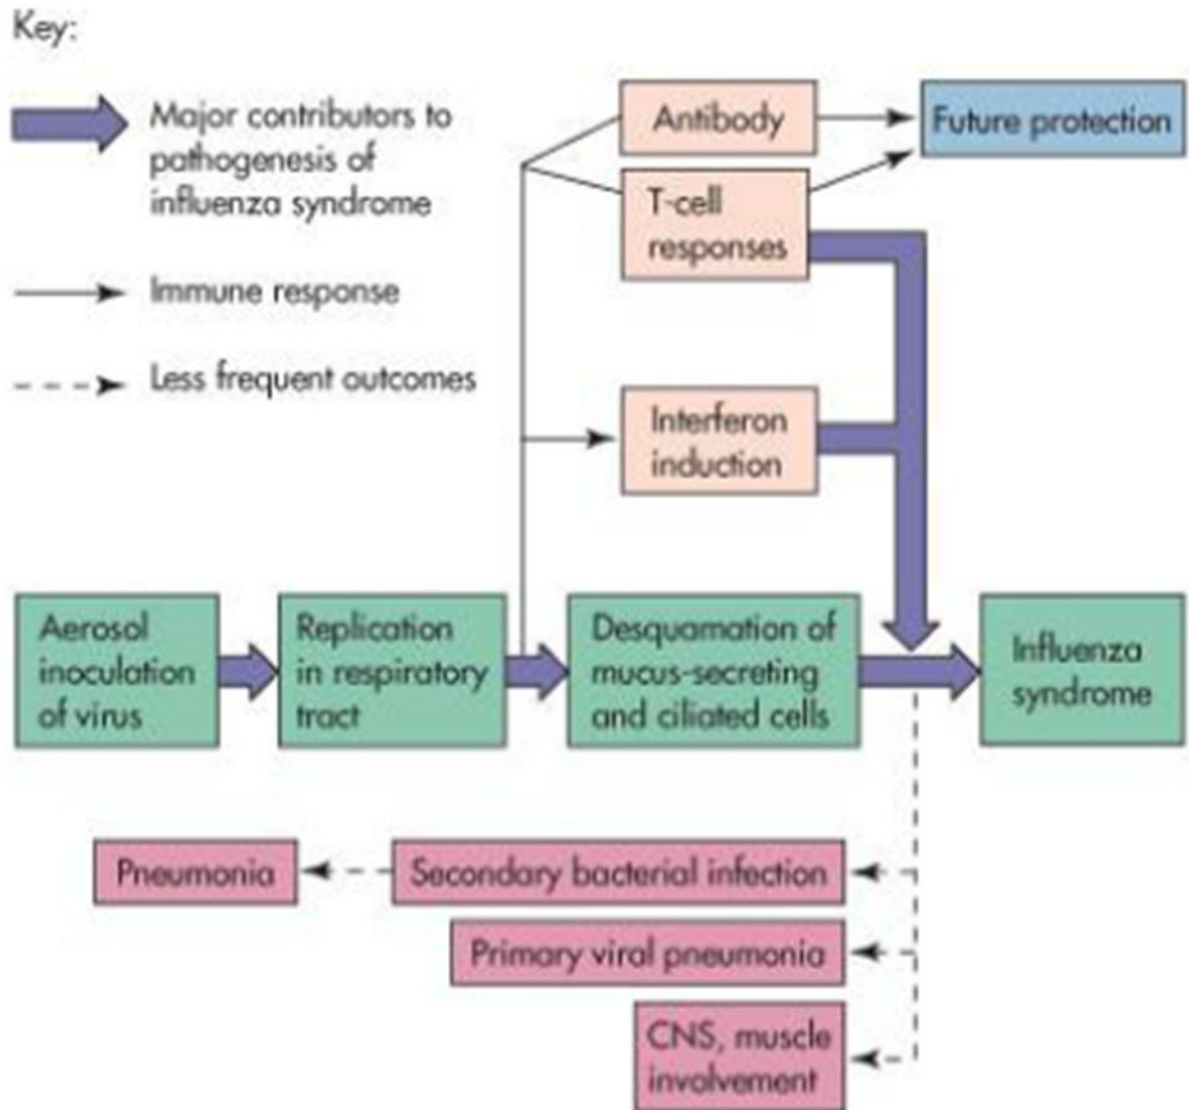 Key:
Major contributors to
pathogenesis of
influenza syndrome
Immune response
Less frequent outcomes
Antibody
Future protection
T-cell
responses
Interferon
induction
Aerosol
inoculation
of virus
Replication
in respiratory
tract
Desquamation of
mucus-secreting
and ciliated cells
Influenza
syndrome
Pneumonia
Secondary bacterial infection
Primary viral pneumonia
CNS, muscle
involvement